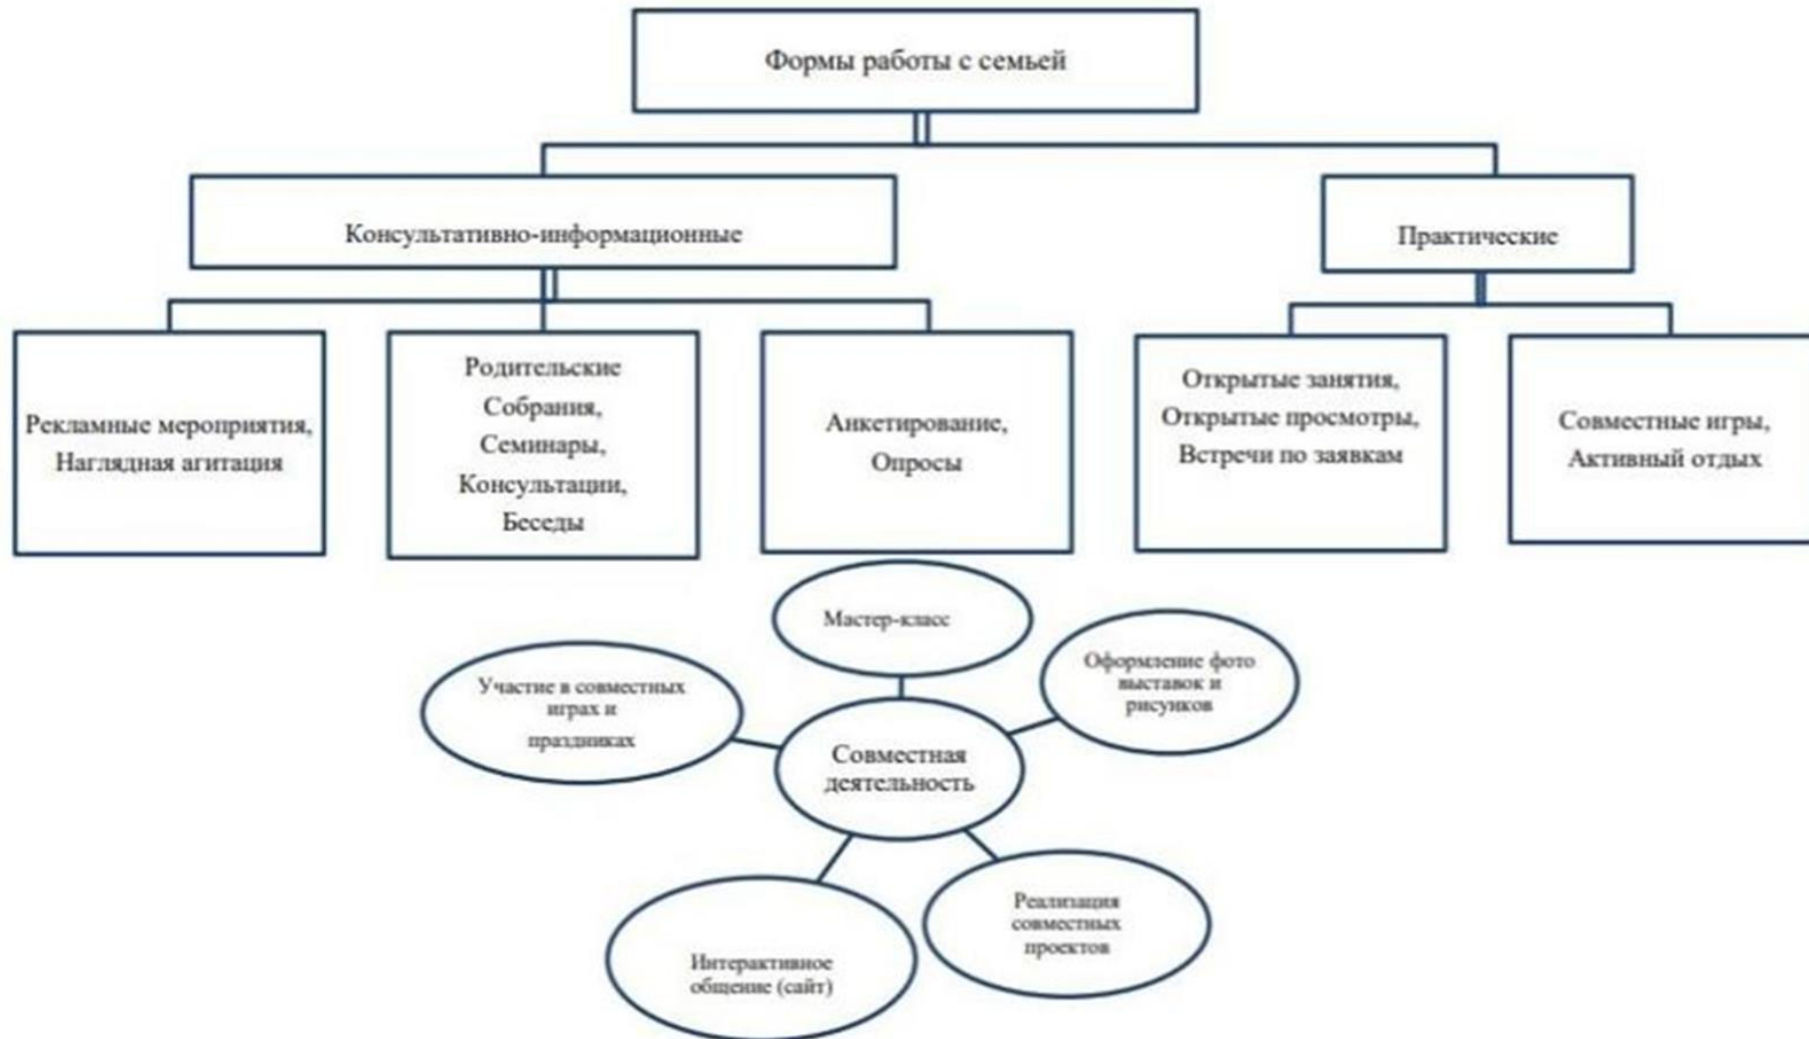 Формы работы с семьей
Консультативно-информационные
Практические
Рекламные мероприятия,
Наглядная агитация
Родительские
Собрания,
Семинары,
Консультации,
Беседы
Анкетирование,
Опросы
Открытые занятия,
Открытые просмотры,
Встречи по заявкам
Совместные игры,
Активный отдых
Мастер-класс
Участие в совместных
играх и
праздниках
Оформление фото
выставок и
рисунков
Совместная
деятельность
Интерактивное
общение (сайт)
Реализация
совместных
проектов